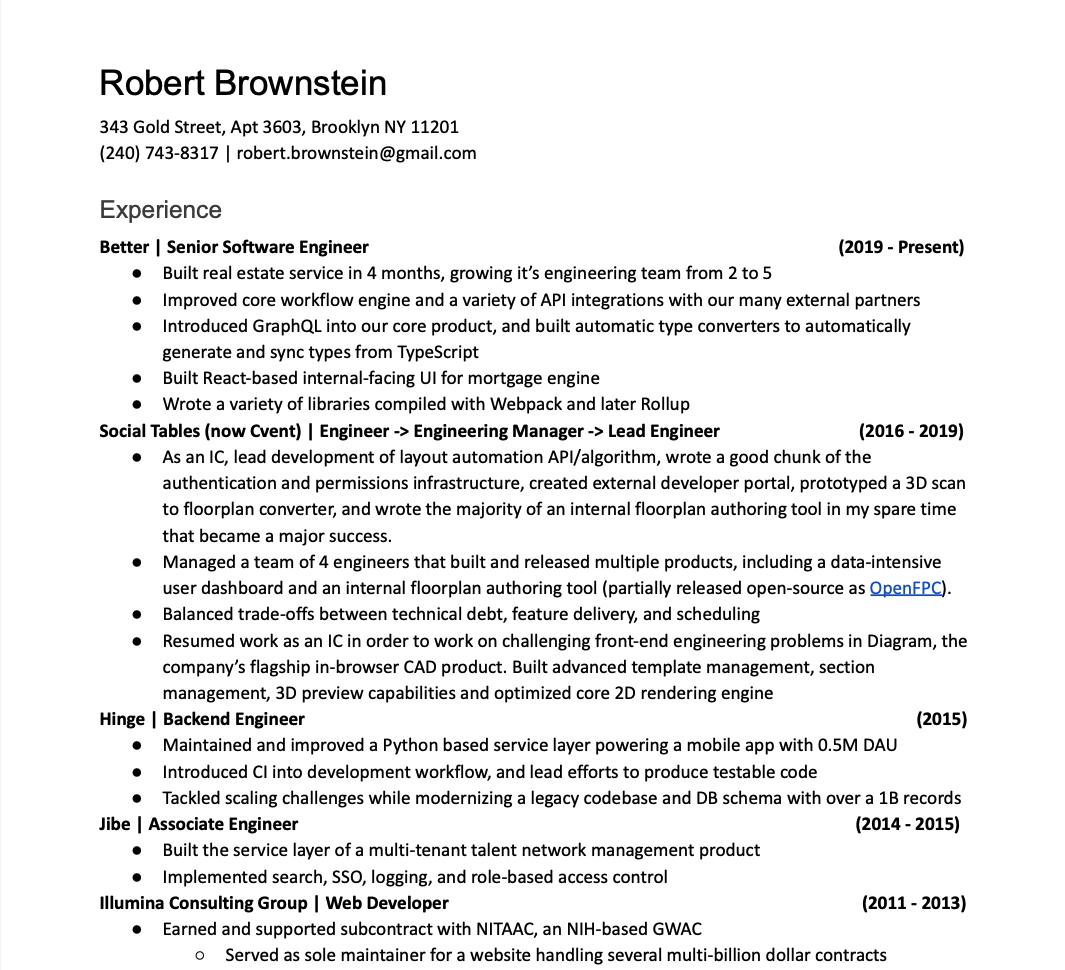 Robert Brownstein
343 Gold Street, Apt 3603, Brooklyn NY 11201
(240) 743-8317 | robert.brownstein@gmail.com
Experience
Better | Senior Software Engineer (2019 - Present)
● Built real estate service in 4 months, growing it’s engineering team from 2 to 5
● Improved core workflow engine and a variety of API integrations with our many external partners
● Introduced GraphQL into our core product, and built automatic type converters to automatically
generate and sync types from TypeScript
● Built React-based internal-facing UI for mortgage engine
● Wrote a variety of libraries compiled with Webpack and later Rollup
Social Tables (now Cvent) | Engineer -> Engineering Manager -> Lead Engineer (2016 - 2019)
● As an IC, lead development of layout automation API/algorithm, wrote a good chunk of the
authentication and permissions infrastructure, created external developer portal, prototyped a 3D scan
to floorplan converter, and wrote the majority of an internal floorplan authoring tool in my spare time
that became a major success.
● Managed a team of 4 engineers that built and released multiple products, including a data-intensive
user dashboard and an internal floorplan authoring tool (partially released open-source as OpenFPC).
● Balanced trade-offs between technical debt, feature delivery, and scheduling
● Resumed work as an IC in order to work on challenging front-end engineering problems in Diagram, the
company’s flagship in-browser CAD product. Built advanced template management, section
management, 3D preview capabilities and optimized core 2D rendering engine
Hinge | Backend Engineer (2015)
● Maintained and improved a Python based service layer powering a mobile app with 0.5M DAU
● Introduced CI into development workflow, and lead efforts to produce testable code
● Tackled scaling challenges while modernizing a legacy codebase and DB schema with over a 1B records
Jibe | Associate Engineer (2014 - 2015)
● Built the service layer of a multi-tenant talent network management product
● Implemented search, SSO, logging, and role-based access control
Illumina Consulting Group | Web Developer (2011 - 2013)
● Earned and supported subcontract with NITAAC, an NIH-based GWAC
○ Served as sole maintainer for a website handling several multi-billion dollar contracts